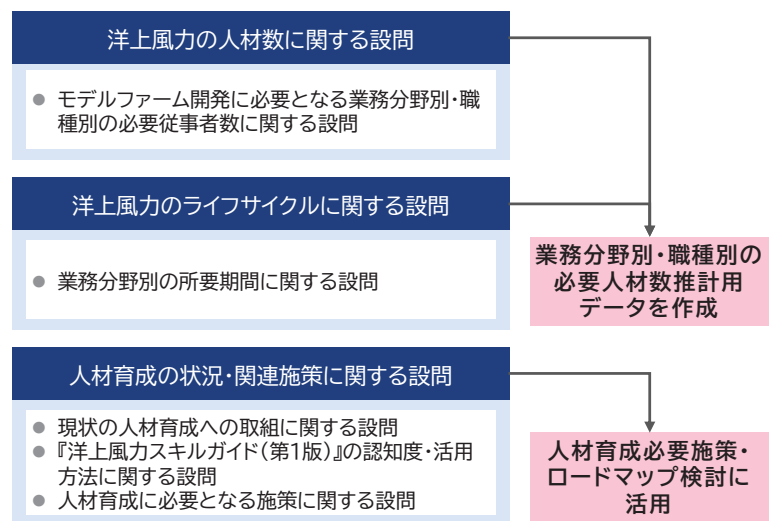 洋上風力の人材数に関する設問
● モデルファーム開発に必要となる業務分野別・職
種別の必要従事者数に関する設問
洋上風力のライフサイクルに関する設問
● 業務分野別の所要期間に関する設問
業務分野別・職種別の
必要人材数推計用
データを作成
人材育成の状況・関連施策に関する設問
● 現状の人材育成への取組に関する設問
● 『洋上風力スキルガイド(第1版)』の認知度・活用
方法に関する設問
● 人材育成に必要となる施策に関する設問
人材育成必要施策・
ロードマップ検討に
活用